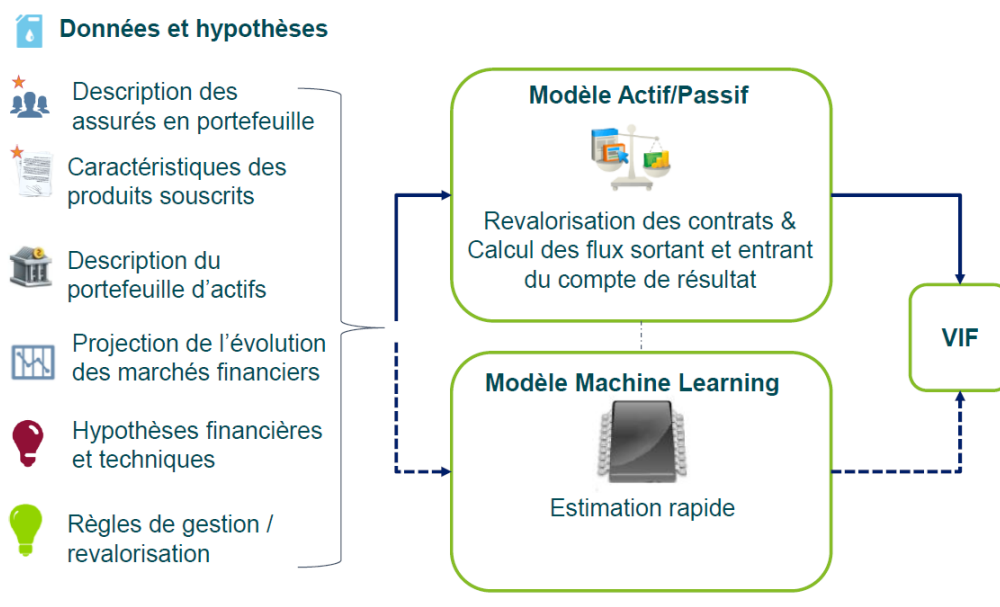 Données et hypothèses
Description des
assurés en portefeuille
Caractéristiques des
produits souscrits
Description du
portefeuille d'actifs
Projection de l'évolution
des marchés financiers
Hypothèses financières
et techniques
Règles de gestion /
revalorisation
Modèle Actif/Passif
Revalorisation des contrats &
Calcul des flux sortant et entrant
du compte de résultat
Modèle Machine Learning
Estimation rapide
VIF